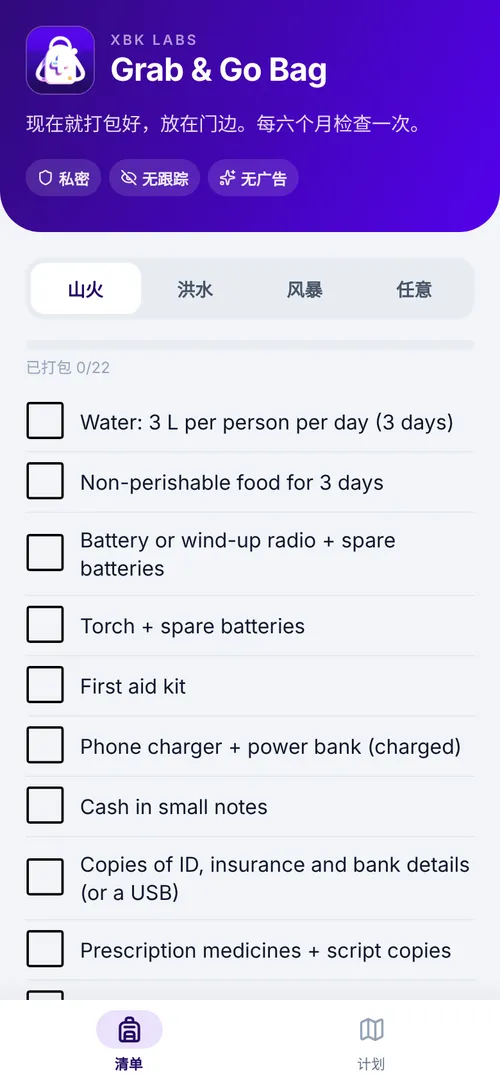 XBK LABS
Grab & Go Bag
现在就打包好，放在门边。每六个月检查一次。
私密
无跟踪
无广告
山火
洪水
风暴
任意
已打包 0/22
Water: 3 L per person per day (3 days)
Non-perishable food for 3 days
Battery or wind-up radio + spare
batteries
Torch + spare batteries
First aid kit
Phone charger + power bank (charged)
Cash in small notes
Copies of ID, insurance and bank details
(or a USB)
Prescription medicines + script copies
清单
计划